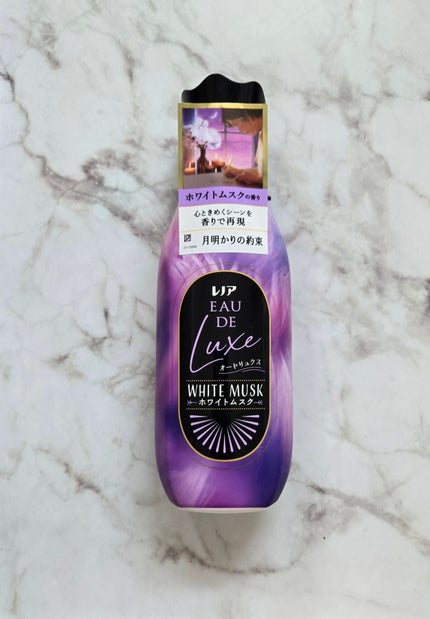 ホワイトムスクの香り
心ときめくシーンを
香りで再現
月明かりの約束
レノア
EAU
DE
Luxe
オードリュクス
WHITE MUSK
ホワイトムスク